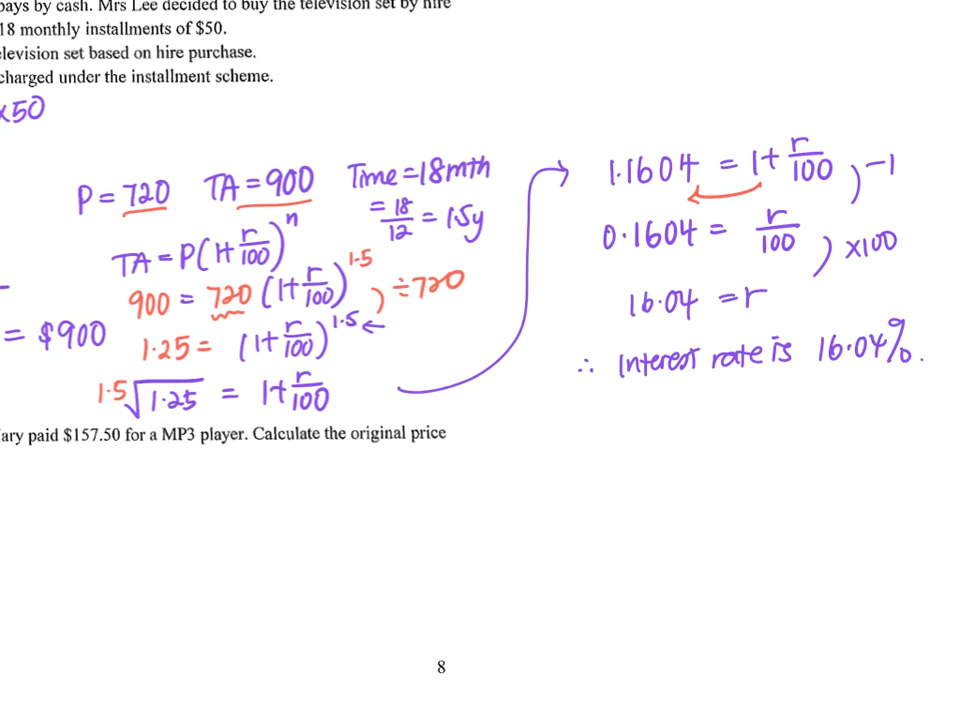 pays by cash. Mrs Lee decided to buy the television set by hire
18 monthly installments of $50.
television set based on hire purchase.
charged under the installment scheme.
x50
P = 720 TA = 900 Time = 18mth
= 18/12 = 1.5y
TA = P(1+r/100)^n
900 = 720 (1+r/100)^1.5 ) ÷720
= $900
1.25 = (1+r/100)^1.5 ←
1.5√1.25 = 1+r/100
1.1604 = 1+r/100 ) -1
0.1604 = r/100 ) x100
16.04 = r
∴ Interest rate is 16.04%.
ary paid $157.50 for a MP3 player. Calculate the original price
8